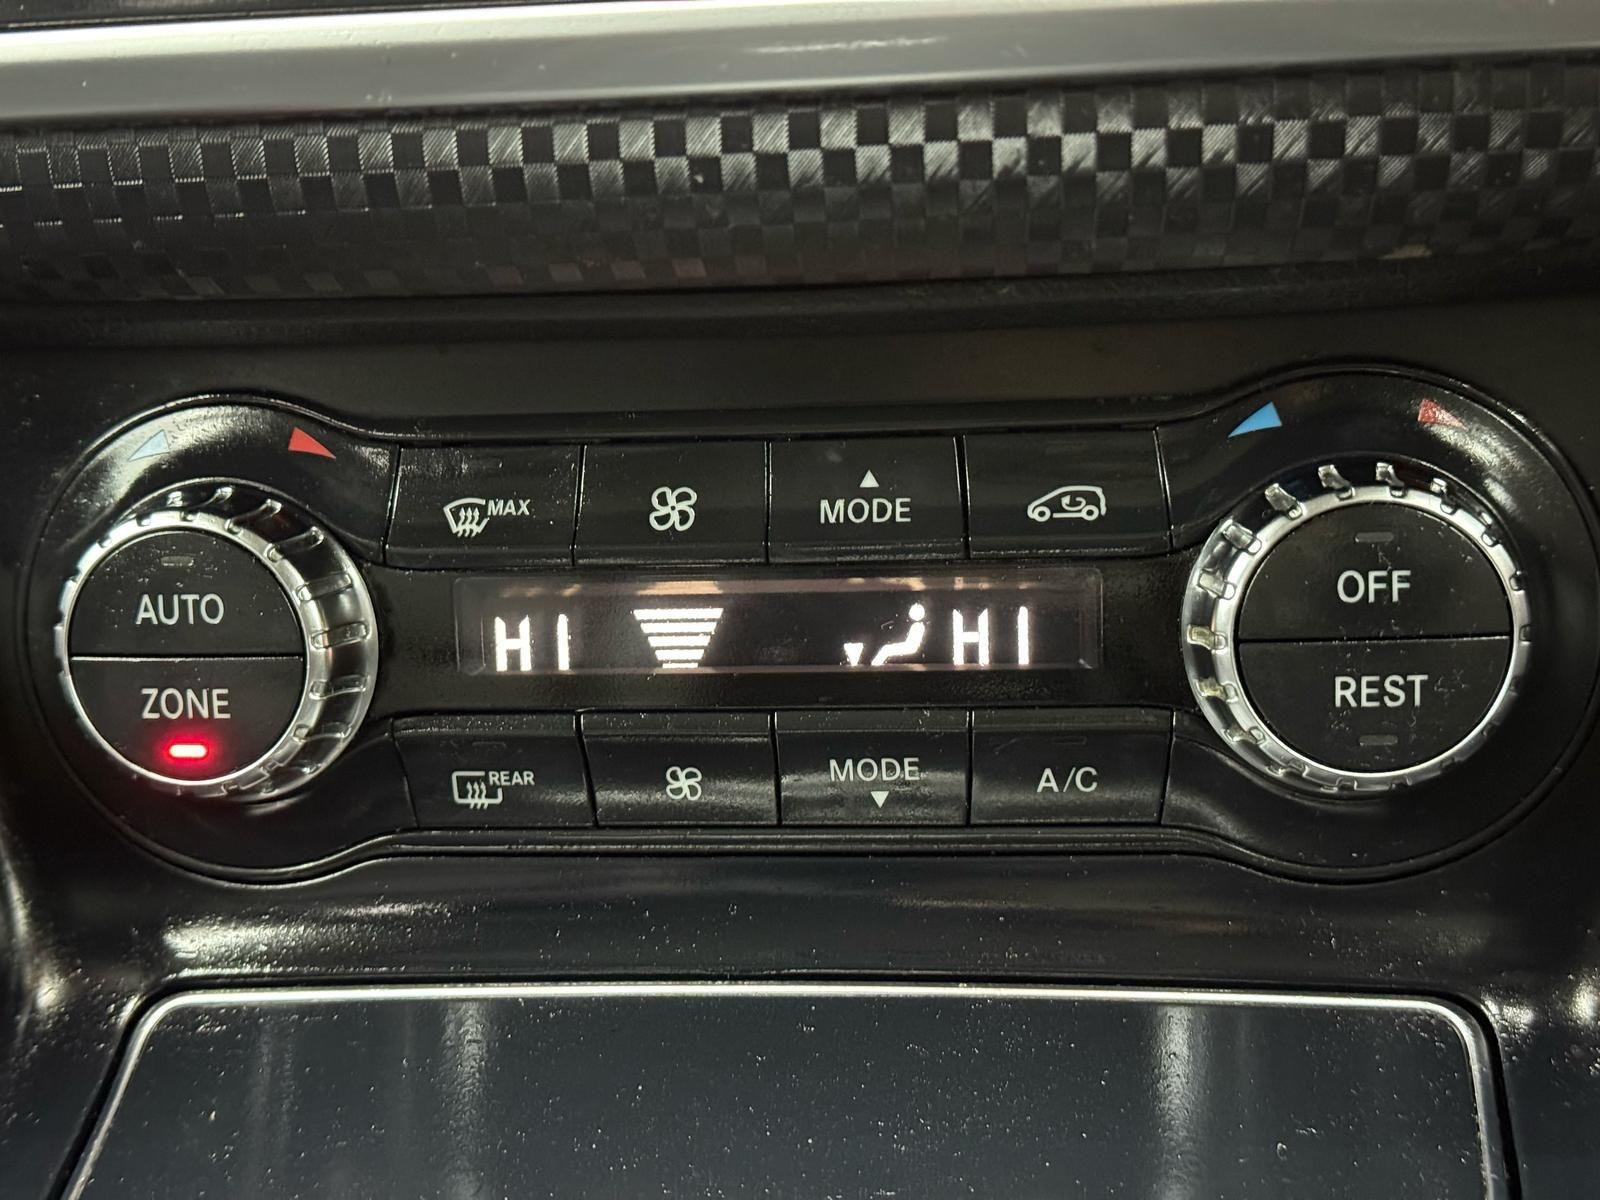 MAX
MODE
AUTO
OFF
HI HI
ZONE
REST
REAR
MODE
A/C